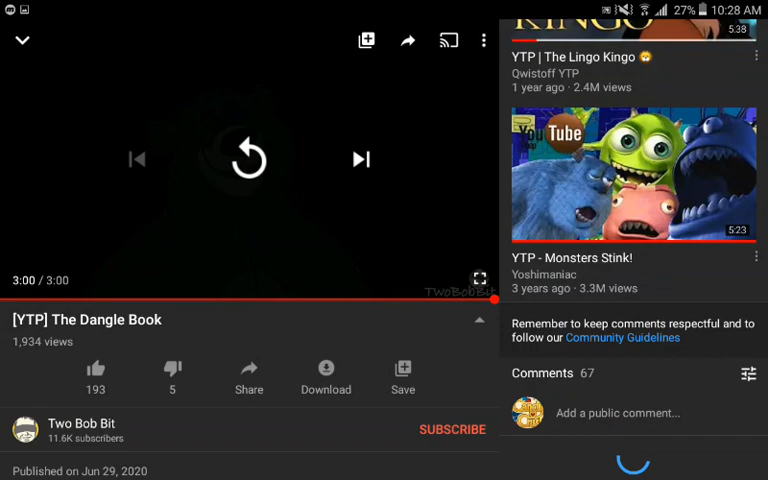 27% 10:28 AM
3:00 / 3:00
TwoBobBit
[YTP] The Dangle Book
1,934 views
193
5
Share
Download
Save
Two Bob Bit
11.6K subscribers
SUBSCRIBE
Published on Jun 29, 2020
KINGO
5:38
YTP | The Lingo Kingo
Qwistoff YTP
1 year ago · 2.4M views
YouTube
5:23
YTP - Monsters Stink!
Yoshimaniac
3 years ago · 3.3M views
Remember to keep comments respectful and to
follow our Community Guidelines
Comments 67
Add a public comment...